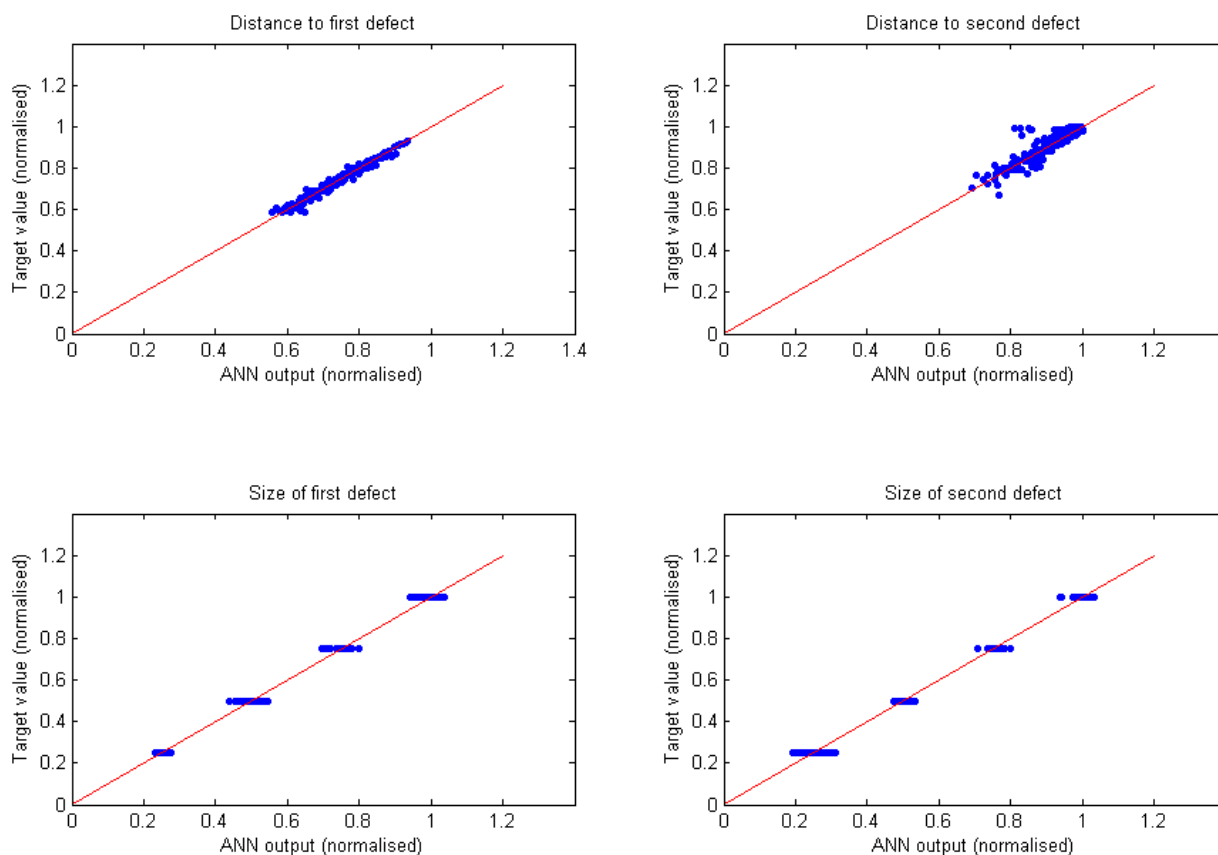 Distance to first defect
Target value (normalised)
1.2
1
0.8
0.6
0.4
0.2
0
0 0.2 0.4 0.6 0.8 1 1.2 1.4
ANN output (normalised)
Distance to second defect
Target value (normalised)
1.2
1
0.8
0.6
0.4
0.2
0
0 0.2 0.4 0.6 0.8 1 1.2
ANN output (normalised)
Size of first defect
Target value (normalised)
1.2
1
0.8
0.6
0.4
0.2
0
0 0.2 0.4 0.6 0.8 1 1.2 1.4
ANN output (normalised)
Size of second defect
Target value (normalised)
1.2
1
0.8
0.6
0.4
0.2
0
0 0.2 0.4 0.6 0.8 1 1.2
ANN output (normalised)